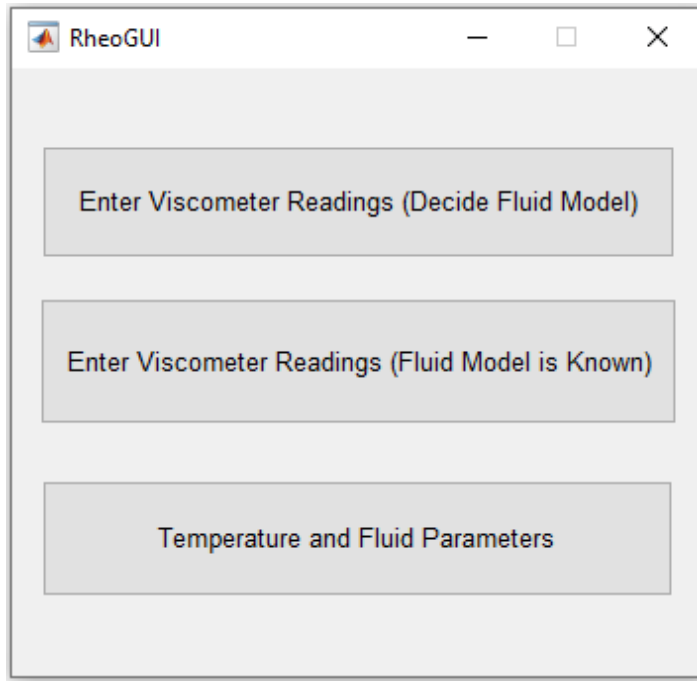 RheoGUI
Enter Viscometer Readings (Decide Fluid Model)
Enter Viscometer Readings (Fluid Model is Known)
Temperature and Fluid Parameters